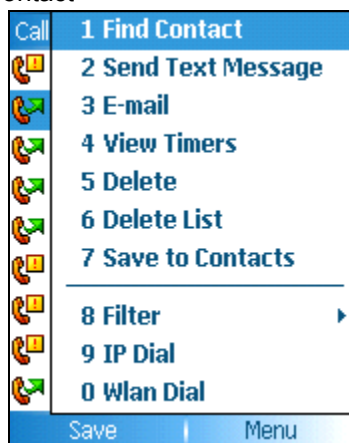 Call
1 Find Contact
2 Send Text Message
3 E-mail
4 View Timers
5 Delete
6 Delete List
7 Save to Contacts
8 Filter
9 IP Dial
0 Wlan Dial
Save Menu